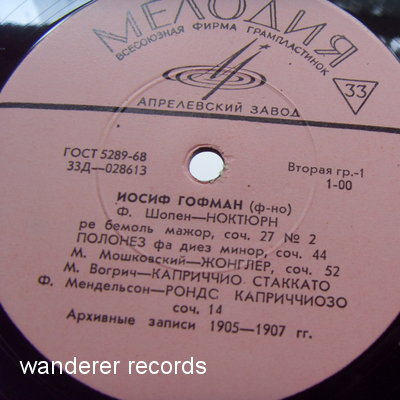 МЕЛОДИЯ
ВСЕСОЮЗНАЯ ФИРМА ГРАМПЛАСТИНОК
33
АПРЕЛЕВСКИЙ ЗАВОД
ГОСТ 5289-68
33Д—028613
Вторая гр.-1
1-00
ИОСИФ ГОФМАН (ф-но)
Ф. Шопен—НОКТЮРН
ре бемоль мажор, соч. 27 № 2
ПОЛОНЕЗ фа диез минор, соч. 44
М. Мошковский—ЖОНГЛЕР, соч. 52
М. Вогрич—КАПРИЧЧИО СТАККАТО
Ф. Мендельсон—РОНДО КАПРИЧЧИОЗО
соч. 14
Архивные записи 1905—1907 гг.
wanderer records